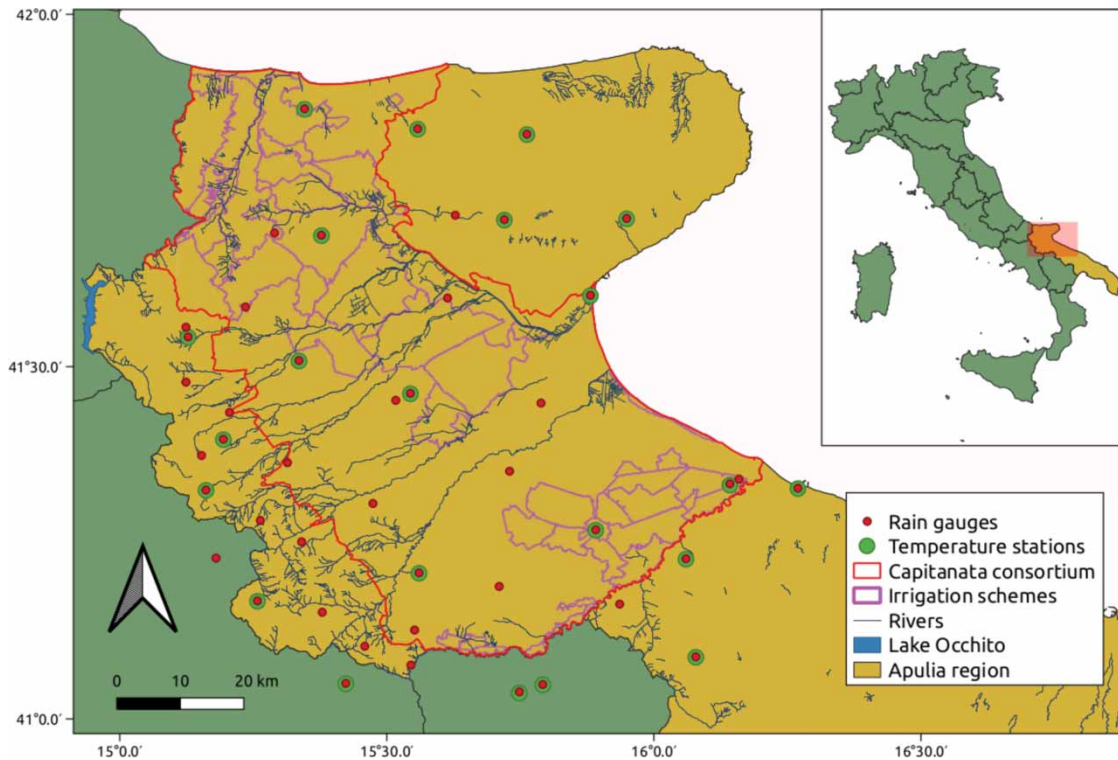 42°0.0′
41°30.0′
41°0.0′
15°0.0′
15°30.0′
16°0.0′
16°30.0′
0 10 20 km
Rain gauges
Temperature stations
Capitanata consortium
Irrigation schemes
Rivers
Lake Occhito
Apulia region